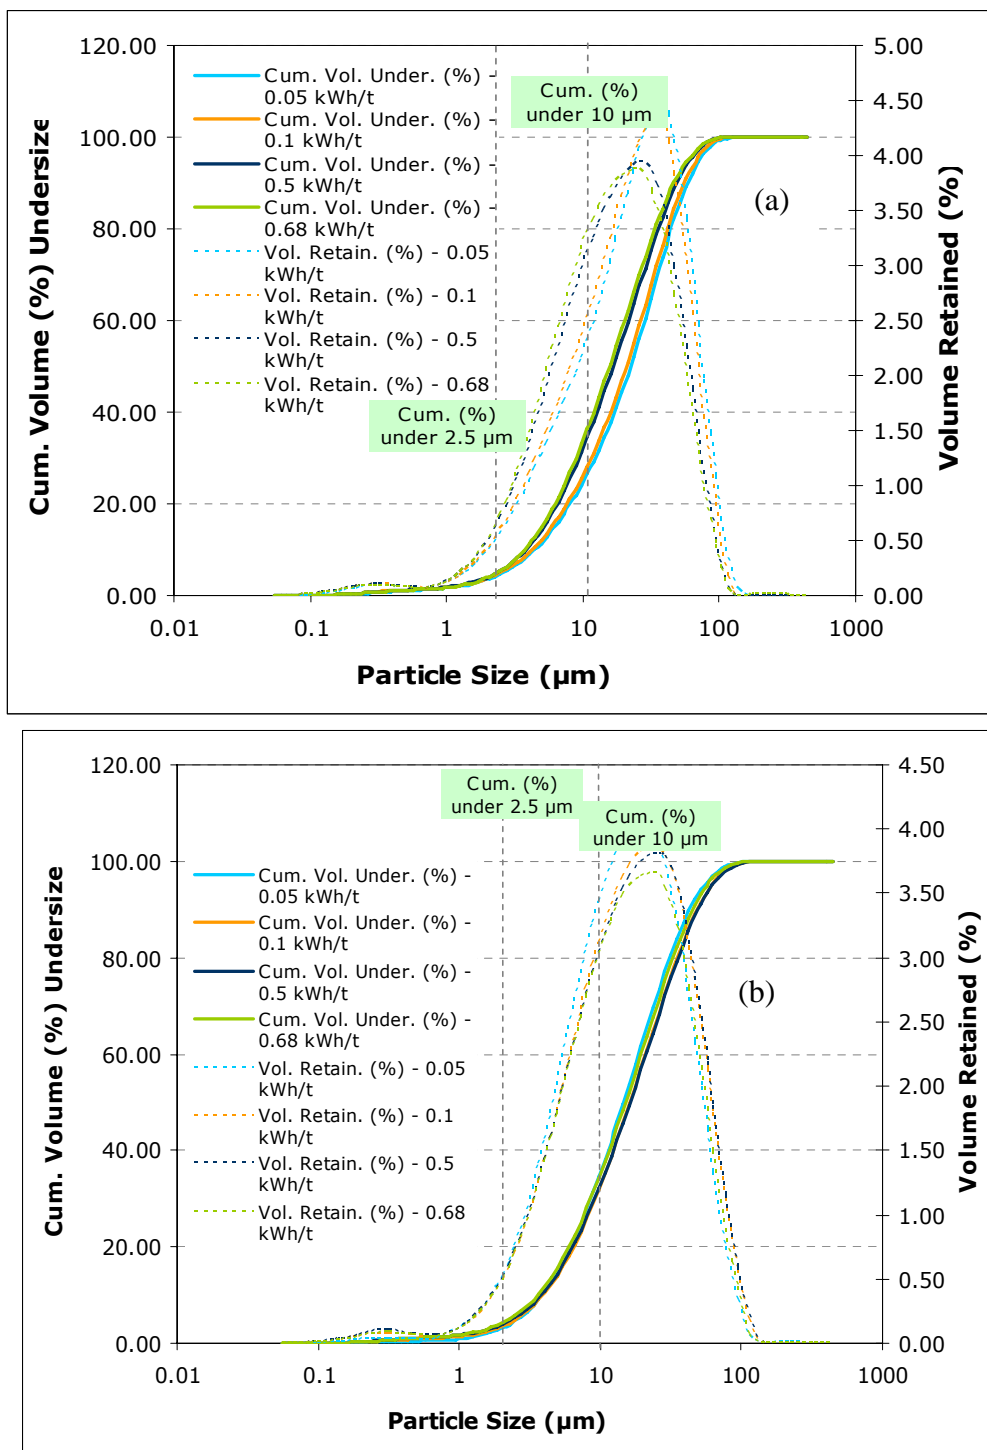 120.00
100.00
80.00
60.00
40.00
20.00
0.00
Cum. Volume (%) Undersize
Cum. Vol. Under. (%) -
0.05 kWh/t
Cum. Vol. Under. (%) -
0.1 kWh/t
Cum. Vol. Under. (%) -
0.5 kWh/t
Cum. Vol. Under. (%) -
0.68 kWh/t
Vol. Retain. (%) - 0.05
kWh/t
Vol. Retain. (%) - 0.1
kWh/t
Vol. Retain. (%) - 0.5
kWh/t
Vol. Retain. (%) - 0.68
kWh/t
Cum. (%)
under 10 µm
Cum. (%)
under 2.5 µm
(a)
5.00
4.50
4.00
3.50
3.00
2.50
2.00
1.50
1.00
0.50
0.00
Volume Retained (%)
0.01
0.1
1
10
100
1000
Particle Size (µm)
120.00
100.00
80.00
60.00
40.00
20.00
0.00
Cum. Volume (%) Undersize
Cum. (%)
under 2.5 µm
Cum. (%)
under 10 µm
Cum. Vol. Under. (%) -
0.05 kWh/t
Cum. Vol. Under. (%) -
0.1 kWh/t
Cum. Vol. Under. (%) -
0.5 kWh/t
Cum. Vol. Under. (%) -
0.68 kWh/t
Vol. Retain. (%) - 0.05
kWh/t
Vol. Retain. (%) - 0.1
kWh/t
Vol. Retain. (%) - 0.5
kWh/t
Vol. Retain. (%) - 0.68
kWh/t
(b)
4.50
4.00
3.50
3.00
2.50
2.00
1.50
1.00
0.50
0.00
Volume Retained (%)
0.01
0.1
1
10
100
1000
Particle Size (µm)